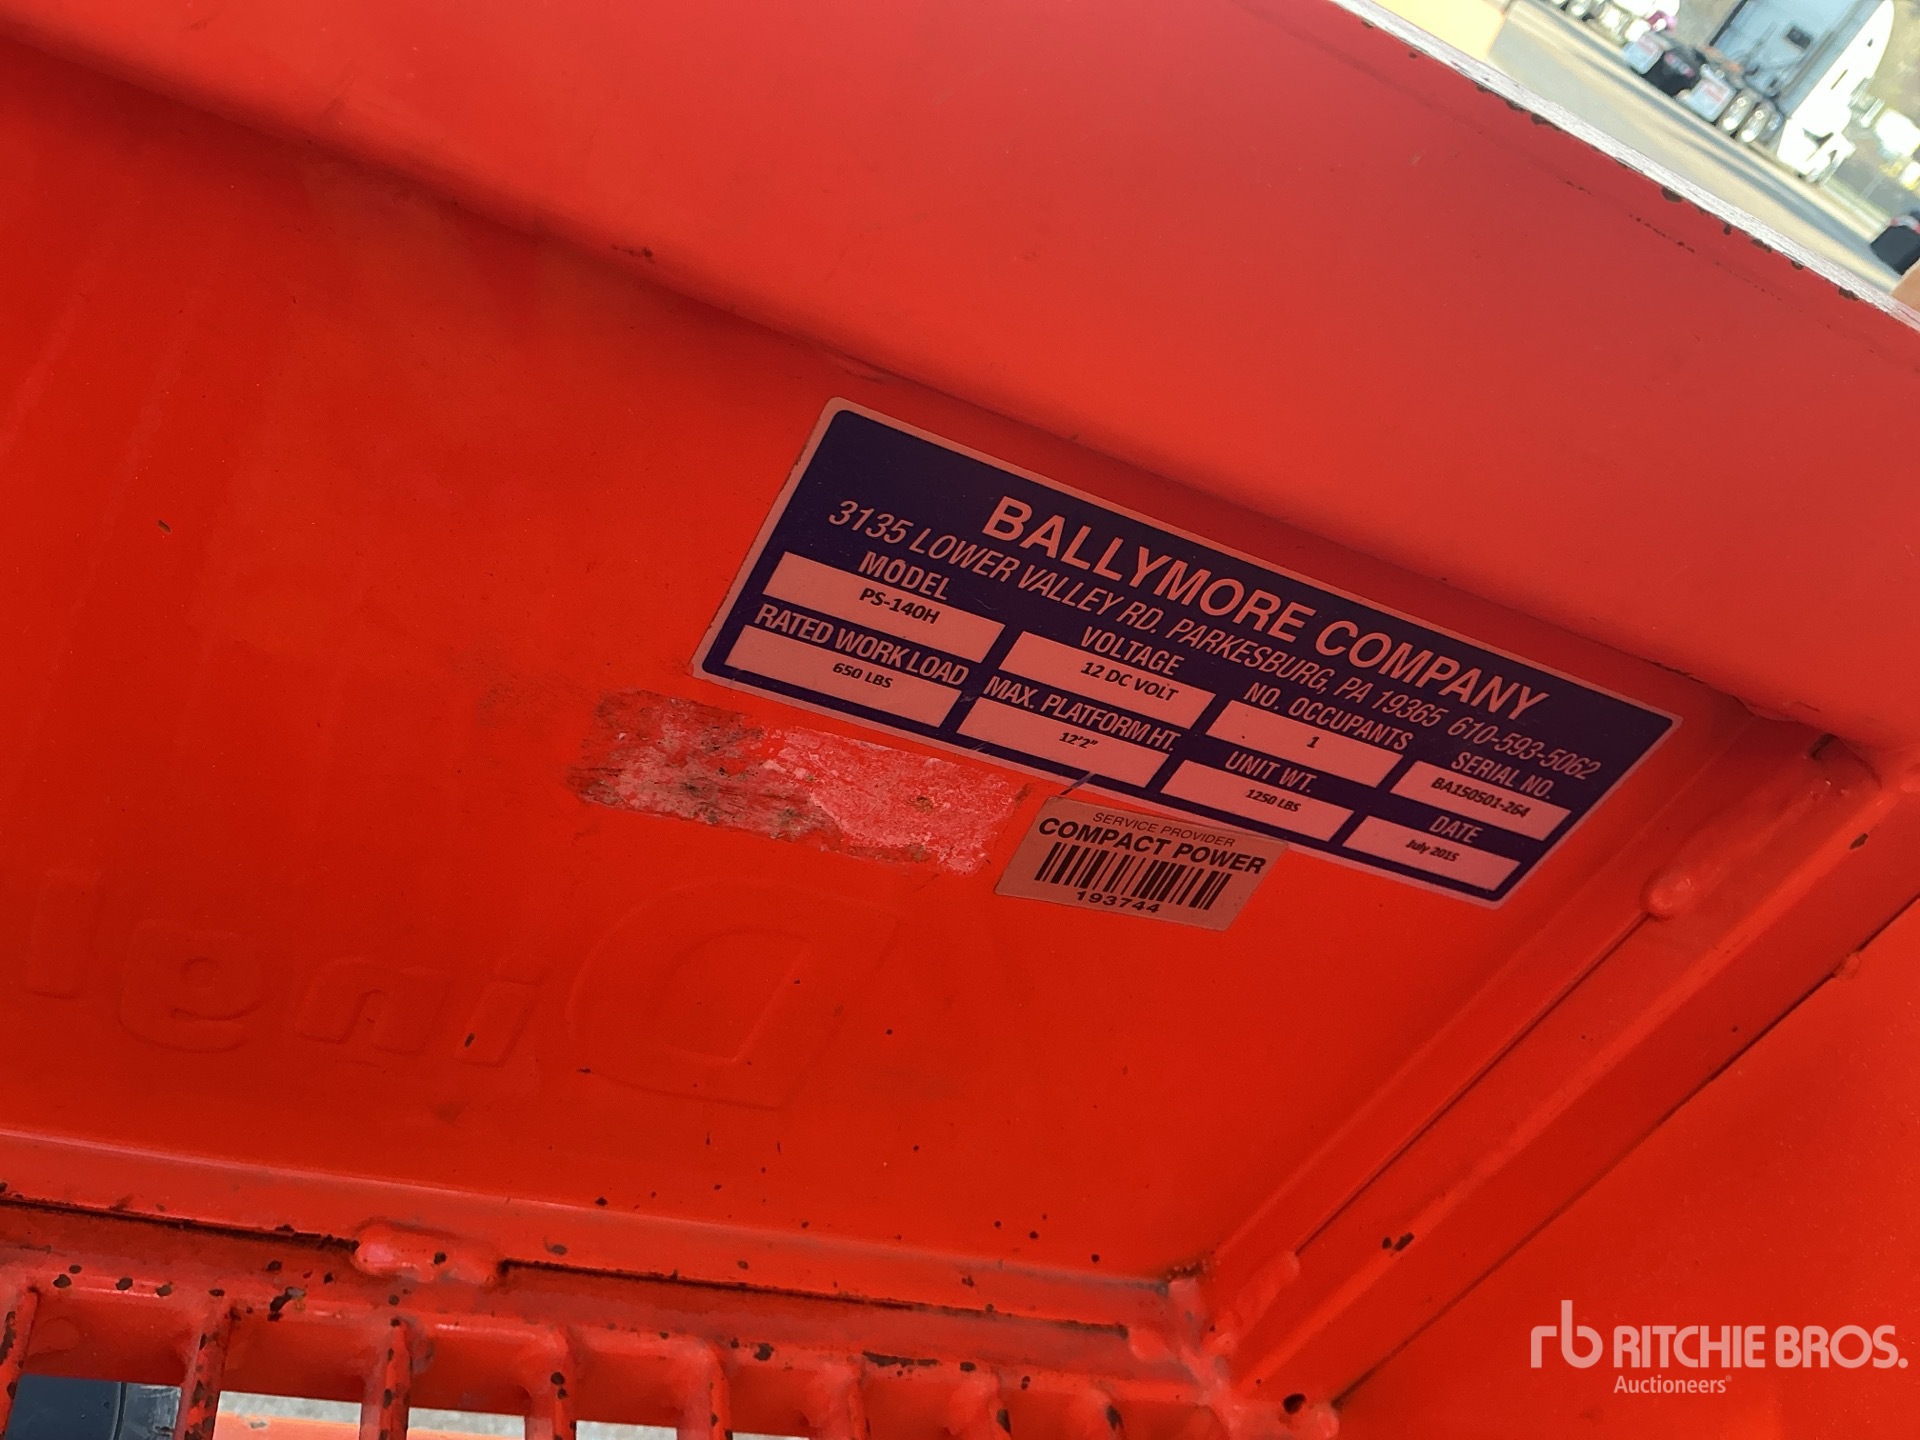 BALLYMORE COMPANY
3135 LOWER VALLEY RD. PARKESBURG, PA 19365 610-593-5062
MODEL VOLTAGE NO. OCCUPANTS SERIAL NO.
PS-140H 12 DC VOLT 1 BA150501-264
RATED WORK LOAD MAX. PLATFORM HT. UNIT WT. DATE
650 LBS 12'2" 1250 LBS July 2015
SERVICE PROVIDER
COMPACT POWER
193744
rb RITCHIE BROS.
Auctioneers